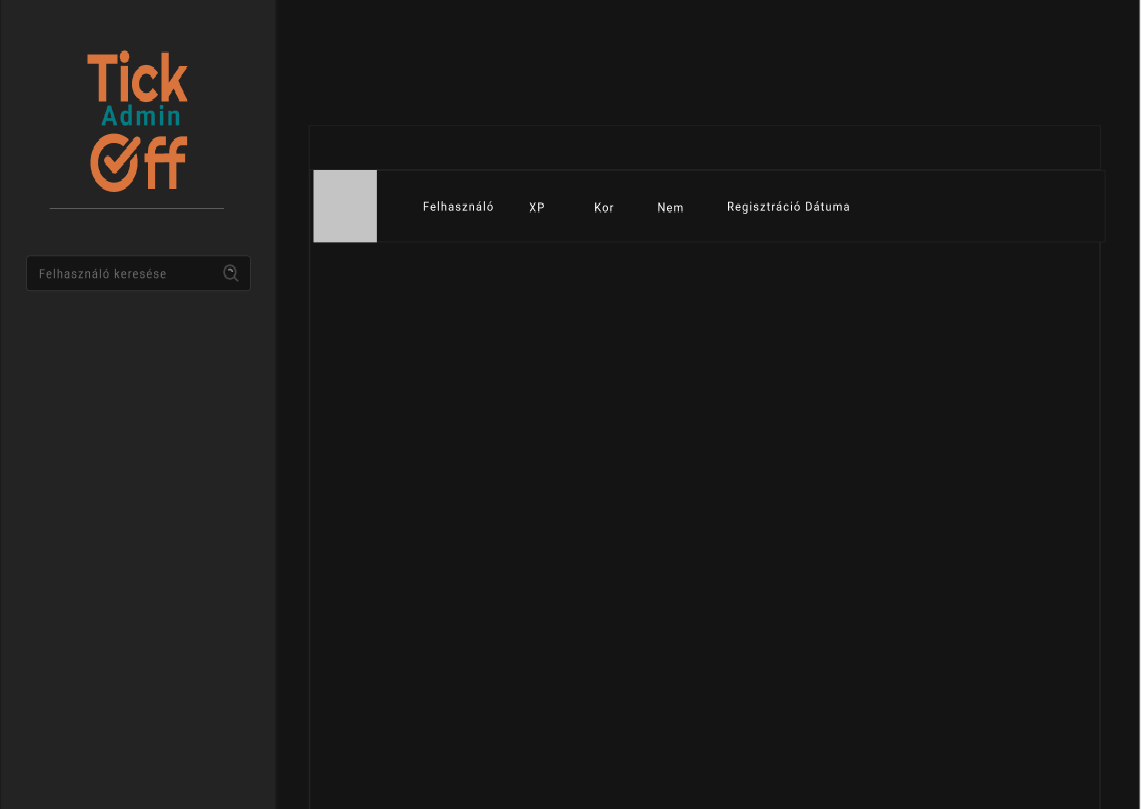 Tick
Admin
Off
Felhasználó keresése
Felhasználó XP Kor Nem Regisztráció Dátuma